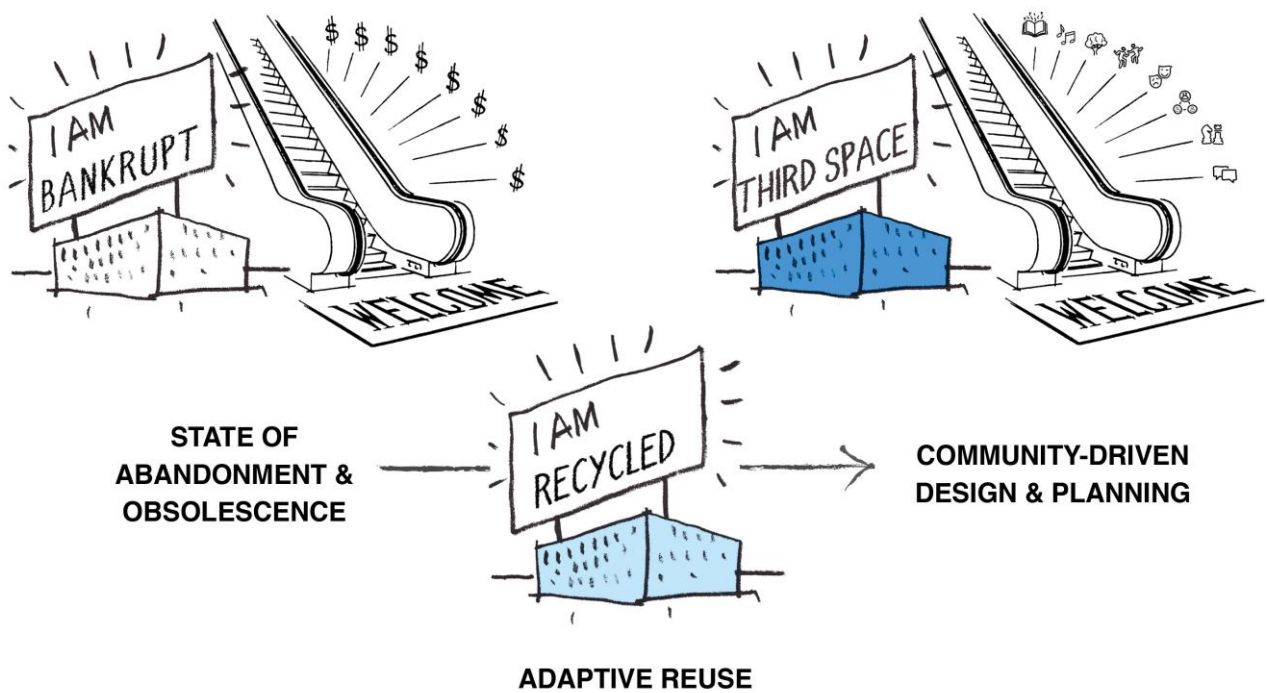 I AM
BANKRUPT
$ $ $ $ $ $ $ $
WELCOME
I AM
THIRD SPACE
WELCOME
STATE OF
ABANDONMENT &
OBSOLESCENCE
I AM
RECYCLED
COMMUNITY-DRIVEN
DESIGN & PLANNING
ADAPTIVE REUSE